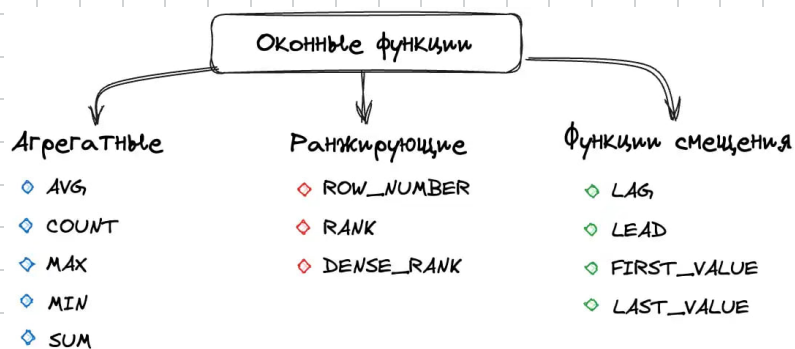 Оконные функции
Агрегатные
AVG
COUNT
MAX
MIN
SUM
Ранжирующие
ROW_NUMBER
RANK
DENSE_RANK
Функции смещения
LAG
LEAD
FIRST_VALUE
LAST_VALUE